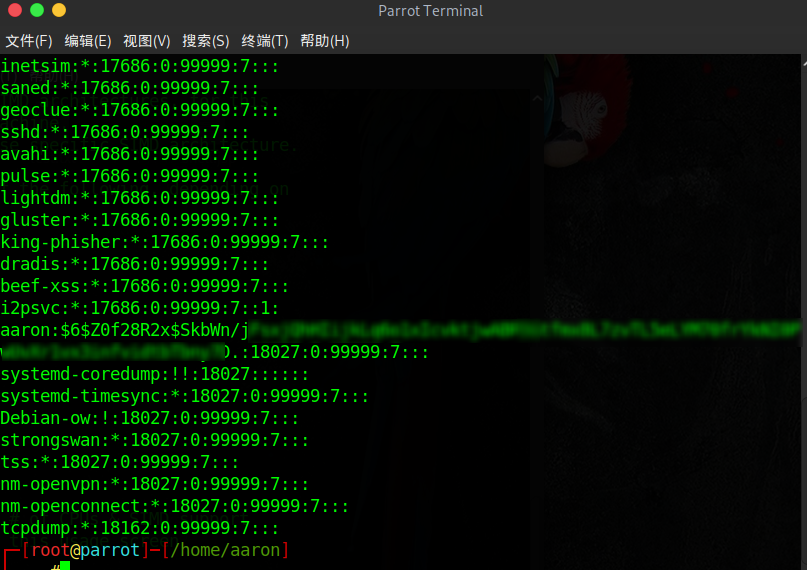 Parrot Terminal
文件(F) 编辑(E) 视图(V) 搜索(S) 终端(T) 帮助(H)
inetsim:*:17686:0:99999:7:::
saned:*:17686:0:99999:7:::
geoclue:*:17686:0:99999:7:::
sshd:*:17686:0:99999:7:::
avahi:*:17686:0:99999:7:::
pulse:*:17686:0:99999:7:::
lightdm:*:17686:0:99999:7:::
gluster:*:17686:0:99999:7:::
king-phisher:*:17686:0:99999:7:::
dradis:*:17686:0:99999:7:::
beef-xss:*:17686:0:99999:7:::
i2psvc:*:17686:0:99999:7::1:
aaron:$6$Z0f28R2x$SkbWn/j
.:18027:0:99999:7:::
systemd-coredump:!!:18027::::::
systemd-timesync:*:18027:0:99999:7:::
Debian-ow:!:18027:0:99999:7:::
strongswan:*:18027:0:99999:7:::
tss:*:18027:0:99999:7:::
nm-openvpn:*:18027:0:99999:7:::
nm-openconnect:*:18027:0:99999:7:::
tcpdump:*:18162:0:99999:7:::
┌─[root@parrot]─[/home/aaron]
#